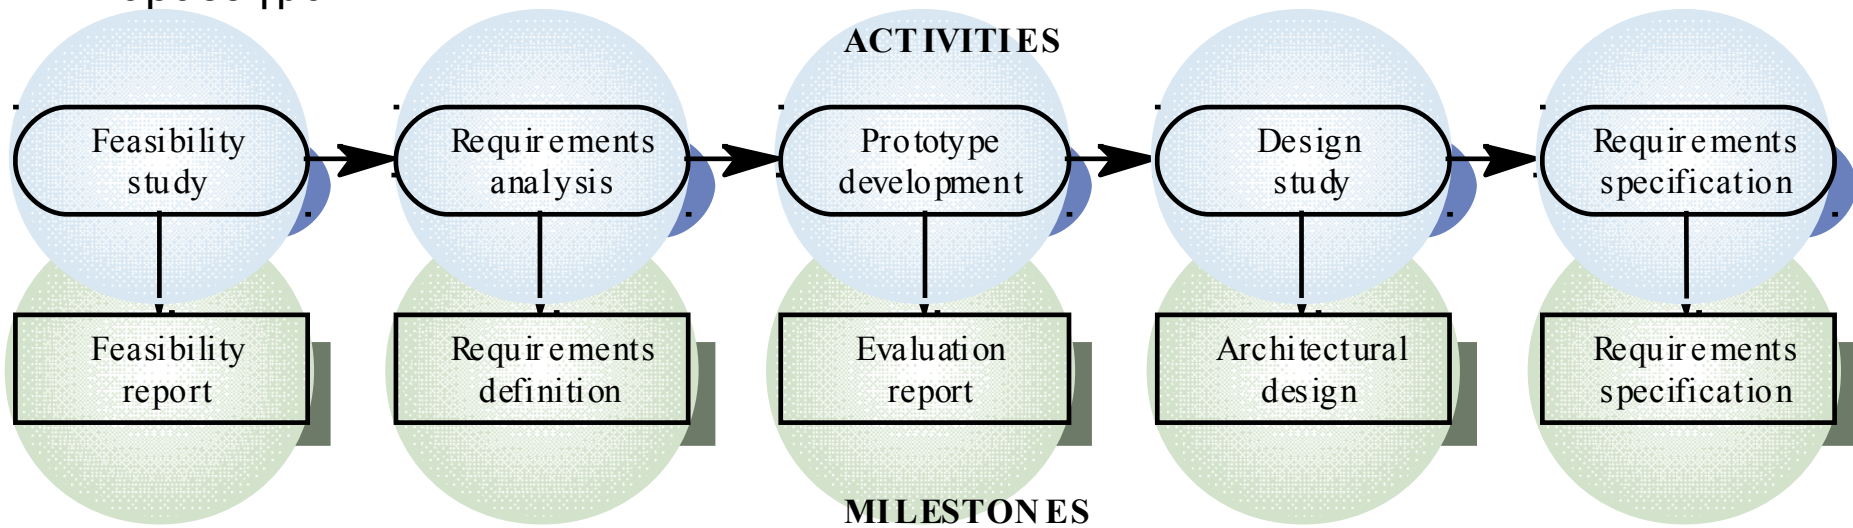 ACTIVITIES
Feasibility
study
Requirements
analysis
Prototype
development
Design
study
Requirements
specification
Feasibility
report
Requirements
definition
Evaluation
report
Architectural
design
Requirements
specification
MILESTONES